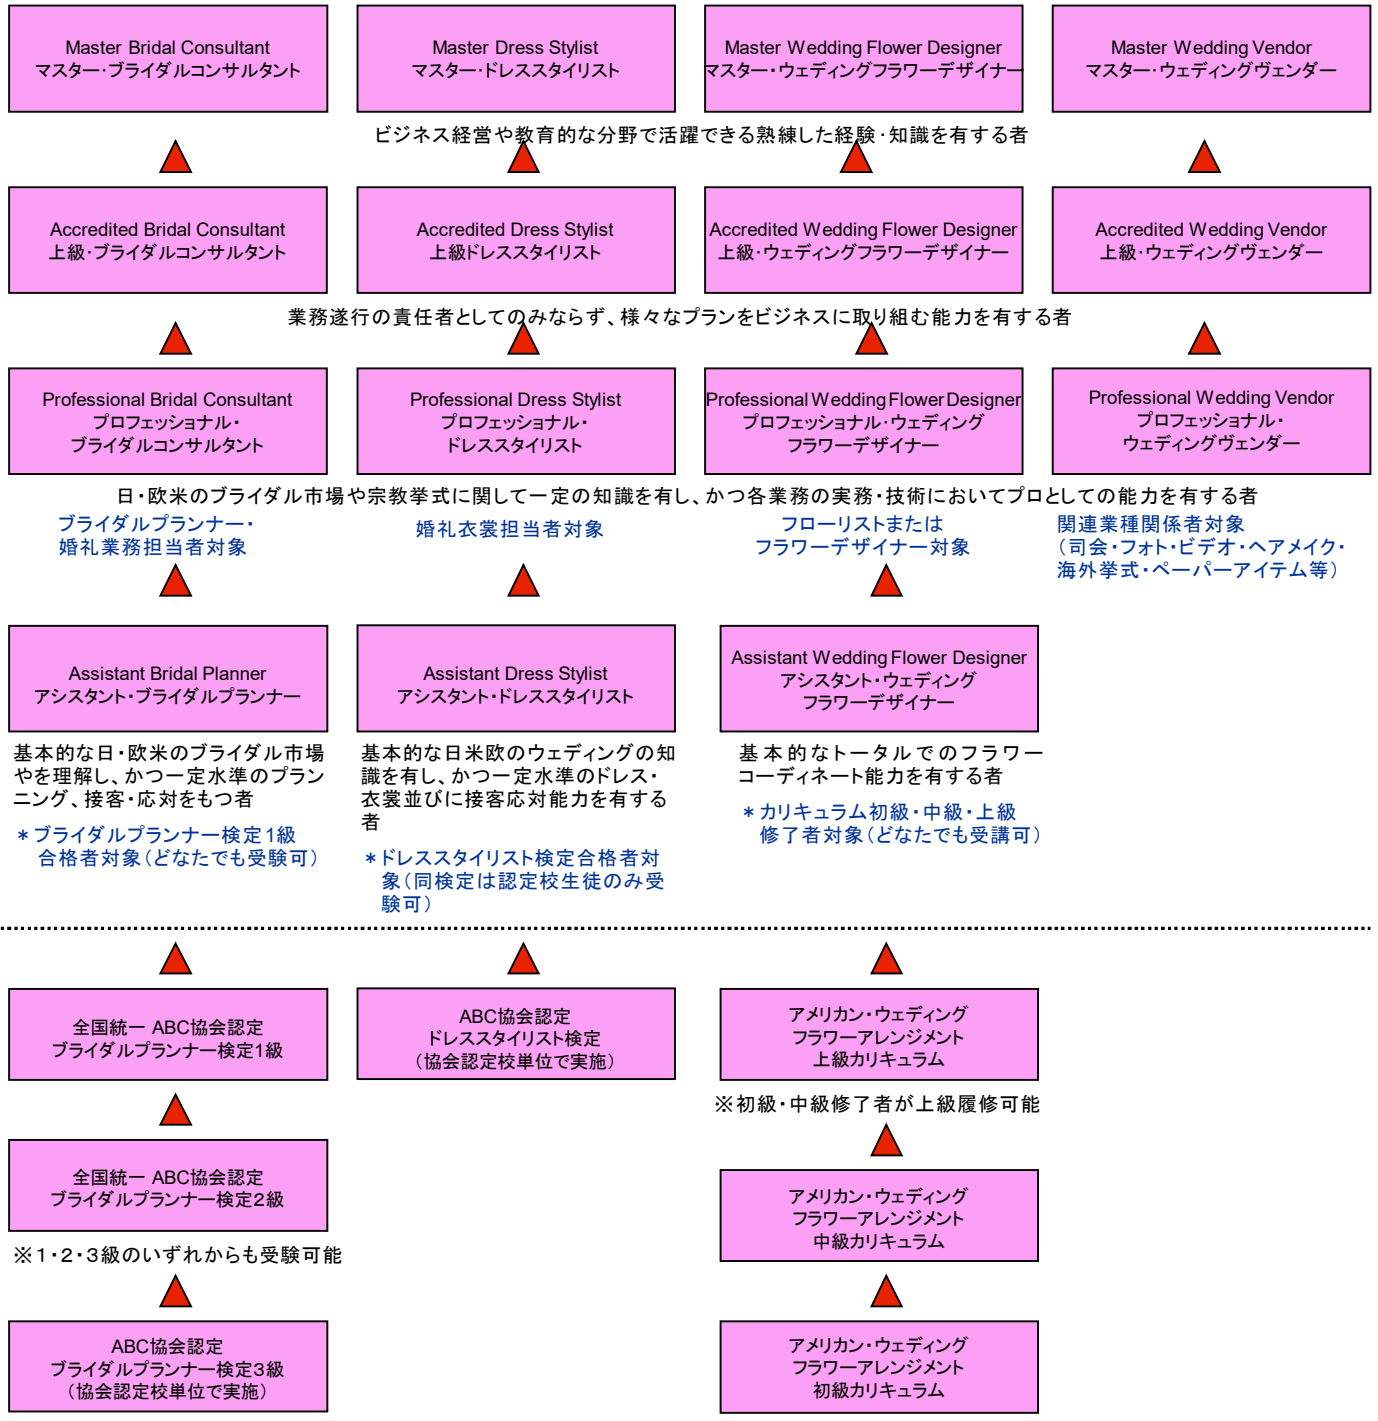 Master Bridal Consultant
マスター・ブライダルコンサルタント
Master Dress Stylist
マスター・ドレススタイリスト
Master Wedding Flower Designer
マスター・ウェディングフラワーデザイナー
Master Wedding Vendor
マスター・ウェディングヴェンダー
ビジネス経営や教育的な分野で活躍できる熟練した経験・知識を有する者
Accredited Bridal Consultant
上級・ブライダルコンサルタント
Accredited Dress Stylist
上級ドレススタイリスト
Accredited Wedding Flower Designer
上級・ウェディングフラワーデザイナー
Accredited Wedding Vendor
上級・ウェディングヴェンダー
業務遂行の責任者としてのみならず、様々なプランをビジネスに取り組む能力を有する者
Professional Bridal Consultant
プロフェッショナル・
ブライダルコンサルタント
Professional Dress Stylist
プロフェッショナル・
ドレススタイリスト
Professional Wedding Flower Designer
プロフェッショナル・ウェディング
フラワーデザイナー
Professional Wedding Vendor
プロフェッショナル・
ウェディングヴェンダー
日・欧米のブライダル市場や宗教挙式に関して一定の知識を有し、かつ各業務の実務・技術においてプロとしての能力を有する者
ブライダルプランナー・
婚礼業務担当者対象
婚礼衣裳担当者対象
フローリストまたは
フラワーデザイナー対象
関連業種関係者対象
（司会・フォト・ビデオ・ヘアメイク・
海外挙式・ペーパーアイテム等）
Assistant Bridal Planner
アシスタント・ブライダルプランナー
Assistant Dress Stylist
アシスタント・ドレススタイリスト
Assistant Wedding Flower Designer
アシスタント・ウェディング
フラワーデザイナー
基本的な日・欧米のブライダル市場
やを理解し、かつ一定水準のプラン
ニング、接客・応対をもつ者
＊ブライダルプランナー検定1級
合格者対象（どなたでも受験可）
基本的な日米欧のウェディングの知
識を有し、かつ一定水準のドレス・
衣裳並びに接客応対能力を有する
者
＊ドレススタイリスト検定合格者対
象（同検定は認定校生徒のみ受
験可）
基本的なトータルでのフラワー
コーディネート能力を有する者
＊カリキュラム初級・中級・上級
修了者対象（どなたでも受講可）
全国統一 ABC協会認定
ブライダルプランナー検定1級
ABC協会認定
ドレススタイリスト検定
（協会認定校単位で実施）
アメリカン・ウェディング
フラワーアレンジメント
上級カリキュラム
※初級・中級修了者が上級履修可能
全国統一 ABC協会認定
ブライダルプランナー検定2級
※1・2・3級のいずれからも受験可能
アメリカン・ウェディング
フラワーアレンジメント
中級カリキュラム
ABC協会認定
ブライダルプランナー検定3級
（協会認定校単位で実施）
アメリカン・ウェディング
フラワーアレンジメント
初級カリキュラム